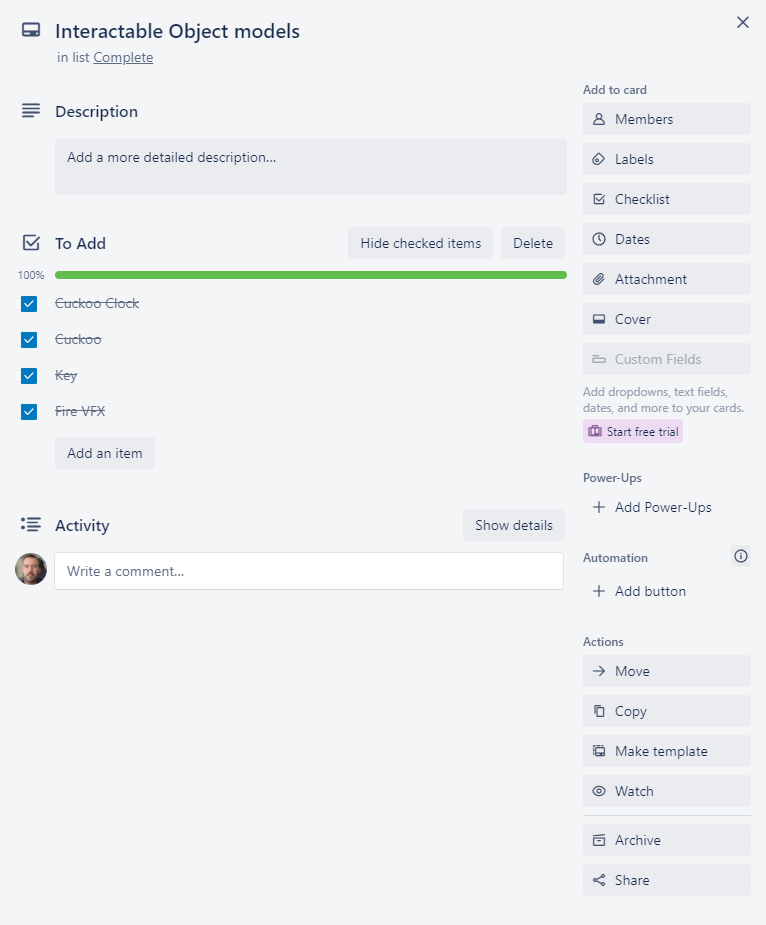 Interactable Object models
in list Complete
Description
Add a more detailed description...
To Add
Hide checked items
Delete
100%
Cuckoo Clock
Cuckoo
Key
Fire VFX
Add an item
Activity
Show details
Write a comment...
Add to card
Members
Labels
Checklist
Dates
Attachment
Cover
Custom Fields
Add dropdowns, text fields,
dates, and more to your cards.
Start free trial
Power-Ups
Add Power-Ups
Automation
Add button
Actions
Move
Copy
Make template
Watch
Archive
Share